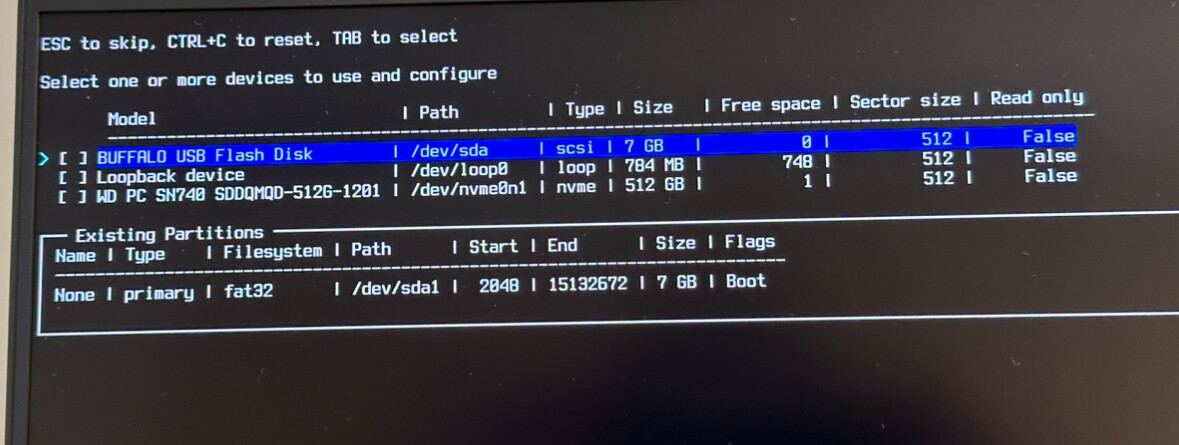 ESC to skip, CTRL+C to reset, TAB to select
Select one or more devices to use and configure
Model | Path | Type | Size | Free space | Sector size | Read only
> [ ] BUFFALO USB Flash Disk | /dev/sda | scsi | 7 GB | 0 | 512 | False
[ ] Loopback device | /dev/loop0 | loop | 784 MB | 748 | 512 | False
[ ] WD PC SN740 SDDQMQD-512G-1201 | /dev/nvme0n1 | nvme | 512 GB | 1 | 512 | False
Existing Partitions
Name | Type | Filesystem | Path | Start | End | Size | Flags
None | primary | fat32 | /dev/sda1 | 2048 | 15132672 | 7 GB | Boot